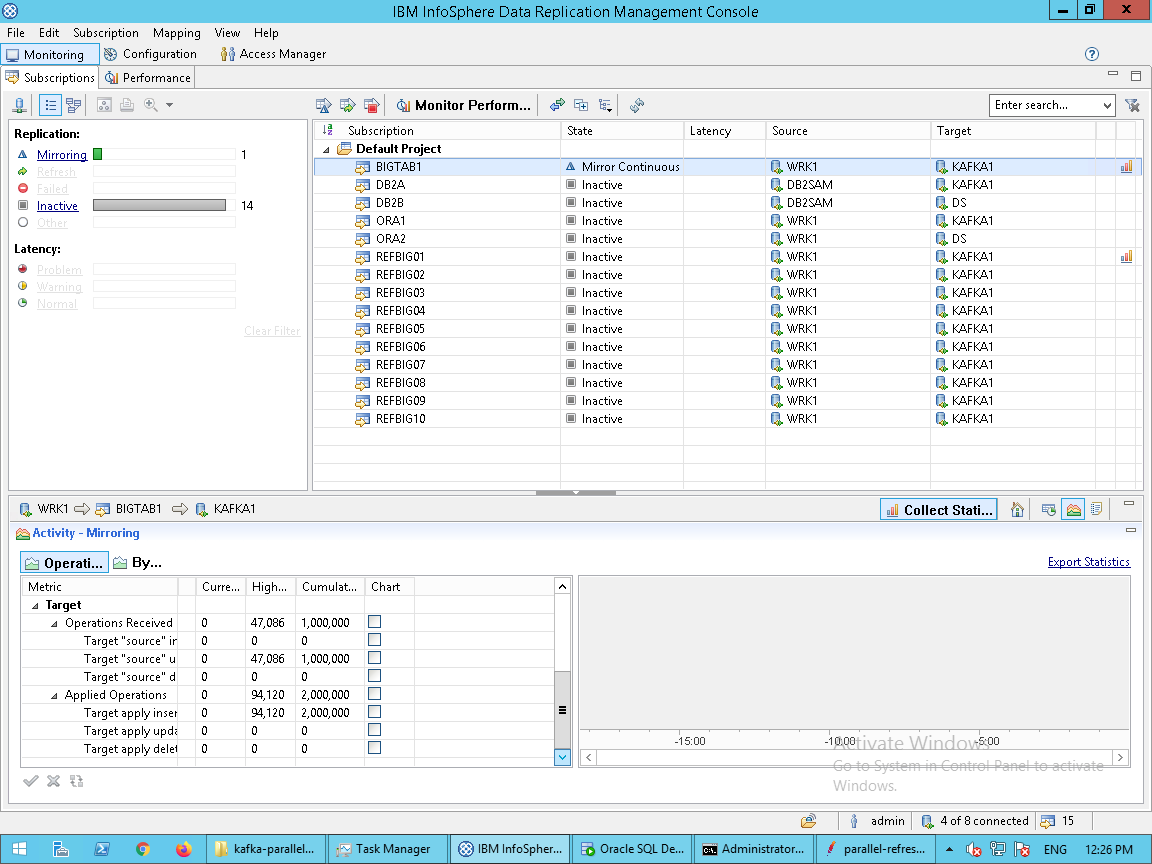 IBM InfoSphere Data Replication Management Console
File Edit Subscription Mapping View Help
Monitoring Configuration Access Manager
Subscriptions Performance
Monitor Perform... Enter search...
Replication:
Mirroring 1
Refresh
Failed
Inactive 14
Other
Latency:
Problem
Warning
Normal
Clear Filter
Subscription State Latency Source Target
Default Project
BIGTAB1 Mirror Continuous WRK1 KAFKA1
DB2A Inactive DB2SAM KAFKA1
DB2B Inactive DB2SAM DS
ORA1 Inactive WRK1 KAFKA1
ORA2 Inactive WRK1 DS
REFBIG01 Inactive WRK1 KAFKA1
REFBIG02 Inactive WRK1 KAFKA1
REFBIG03 Inactive WRK1 KAFKA1
REFBIG04 Inactive WRK1 KAFKA1
REFBIG05 Inactive WRK1 KAFKA1
REFBIG06 Inactive WRK1 KAFKA1
REFBIG07 Inactive WRK1 KAFKA1
REFBIG08 Inactive WRK1 KAFKA1
REFBIG09 Inactive WRK1 KAFKA1
REFBIG10 Inactive WRK1 KAFKA1
WRK1 BIGTAB1 KAFKA1 Collect Stati...
Activity - Mirroring
Operati... By... Export Statistics
Metric Curre... High... Cumulat... Chart
Target
Operations Received 0 47,086 1,000,000
Target "source" in 0 0 0
Target "source" u 0 47,086 1,000,000
Target "source" d 0 0 0
Applied Operations 0 94,120 2,000,000
Target apply inser 0 94,120 2,000,000
Target apply upda 0 0 0
Target apply delet 0 0 0
-15:00 -10:00 -5:00
Activate Windows
Go to System in Control Panel to activate
Windows.
admin 4 of 8 connected 15
kafka-parallel... Task Manager IBM InfoSphere... Oracle SQL De... Administrator... parallel-refres... ENG 12:26 PM